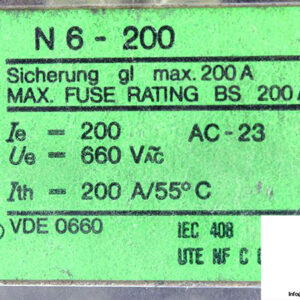 N 6 - 200
Sicherung gl max. 200 A
MAX. FUSE RATING BS 200
Ie = 200 AC - 23
Ue = 660 VAC
Ith = 200 A/55°C
VDE 0660 IEC 408
UTE NF C